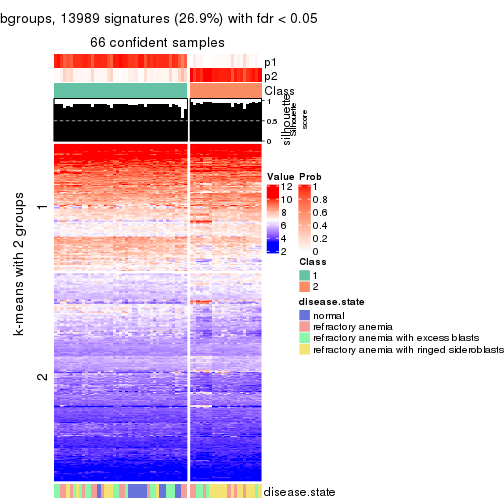 bgroups, 13989 signatures (26.9%) with fdr < 0.05
66 confident samples
p1
p2
Class
1
0.5
0
silhouette
Silhouette
score
k-means with 2 groups
1
2
Value
12
10
8
6
4
2
Prob
1
0.8
0.6
0.4
0.2
0
Class
1
2
disease.state
normal
refractory anemia
refractory anemia with excess blasts
refractory anemia with ringed sideroblasts
disease.state